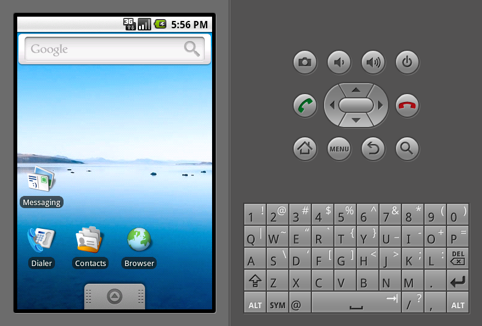 3G
5:56 PM
Google
Messaging
Dialer Contacts Browser
MENU
1 ! 2 @ 3 # 4 $ 5 % 6 ^ 7 & 8 * 9 ( 0 )
Q | W ~ E " R ` T { Y } U _ I - O + P =
A S \ D ' F [ G ] H < J > K ; L : DEL
Z X C V B N M .
ALT SYM @ / ? , ALT